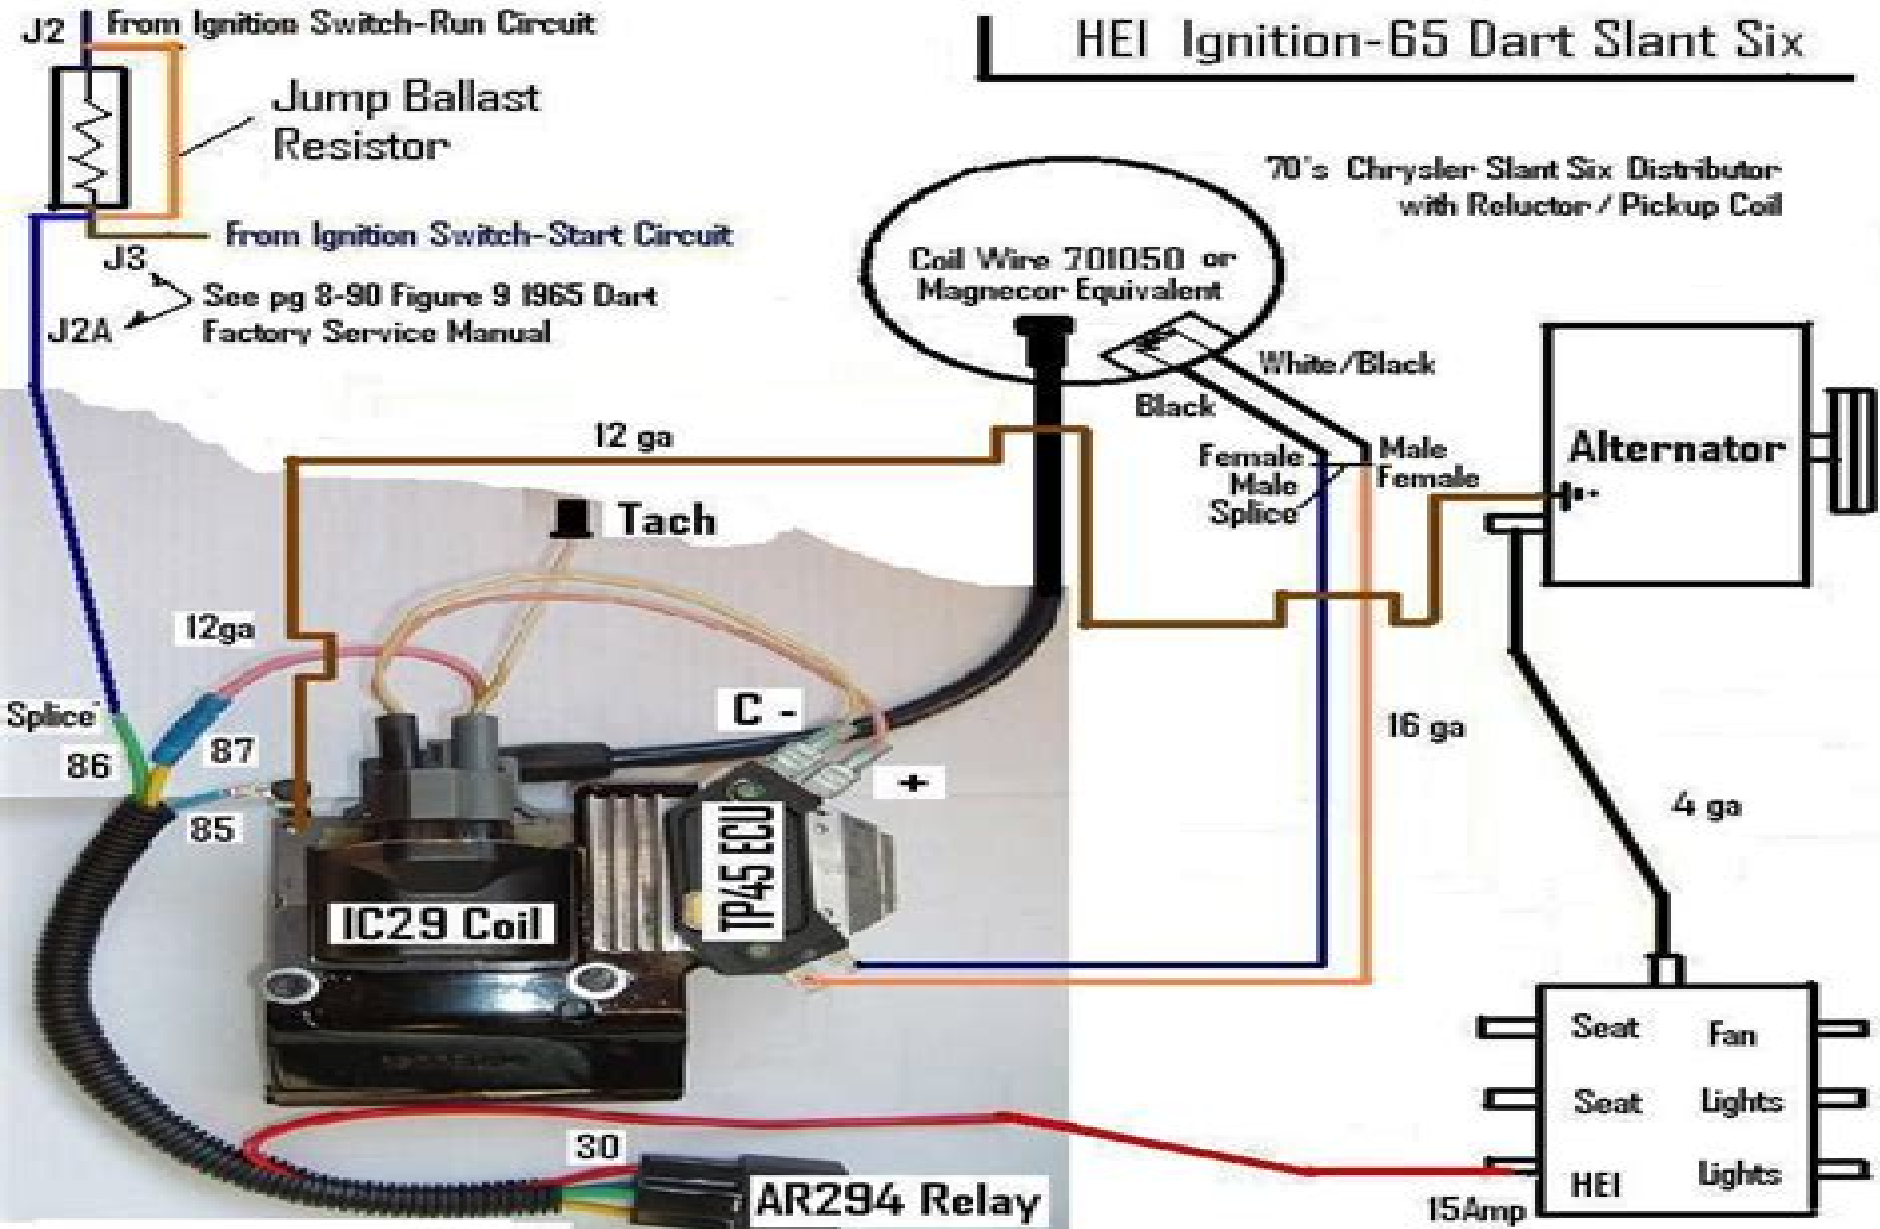 J2
From Ignition Switch-Run Circuit
HEI Ignition-65 Dart Slant Six
Jump Ballast
Resistor
70's Chrysler Slant Six Distributor
with Reluctor / Pickup Coil
From Ignition Switch-Start Circuit
J3
See pg 8-90 Figure 9 1965 Dart
Factory Service Manual
J2A
Coil Wire 701050 or
Magnecor Equivalent
White/Black
Black
12 ga
Female
Male
Splice
Male
Female
Alternator
Tach
12ga
Splice
86
87
85
C -
+
16 ga
4 ga
TP45 ECU
IC29 Coil
Seat
Fan
Seat
Lights
HEI
Lights
15Amp
30
AR294 Relay